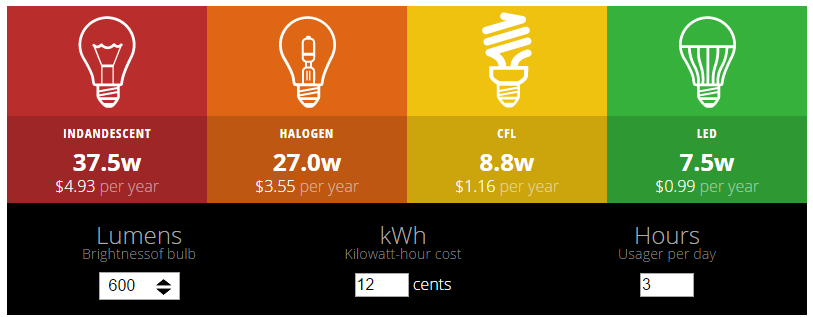 INDANDESCENT
37.5w
$4.93 per year
HALOGEN
27.0w
$3.55 per year
CFL
8.8w
$1.16 per year
LED
7.5w
$0.99 per year
Lumens
Brightnessof bulb
600
kWh
Kilowatt-hour cost
12 cents
Hours
Usager per day
3